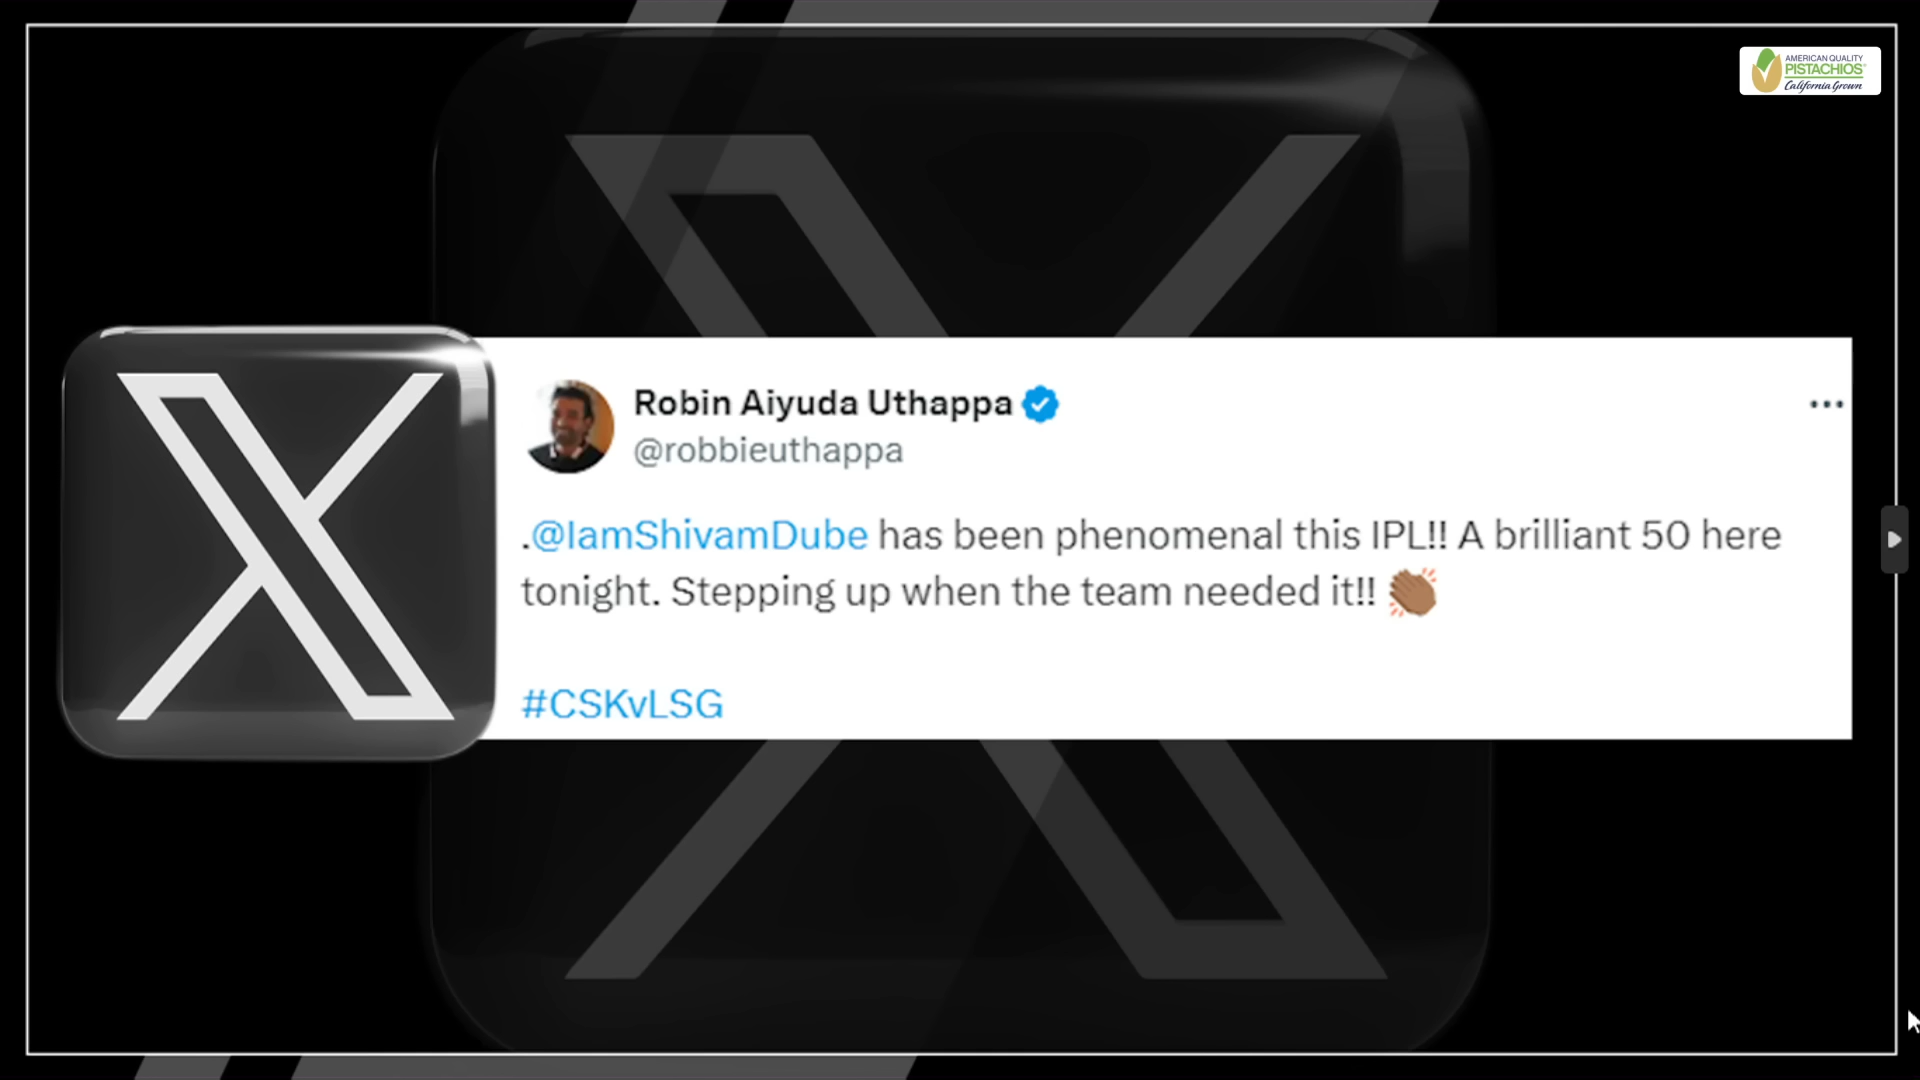 AMERICAN QUALITY
PISTACHIOS®
California Grown
Robin Aiyuda Uthappa
@robbieuthappa
.@IamShivamDube has been phenomenal this IPL!! A brilliant 50 here
tonight. Stepping up when the team needed it!! 👏🏾
#CSKvLSG